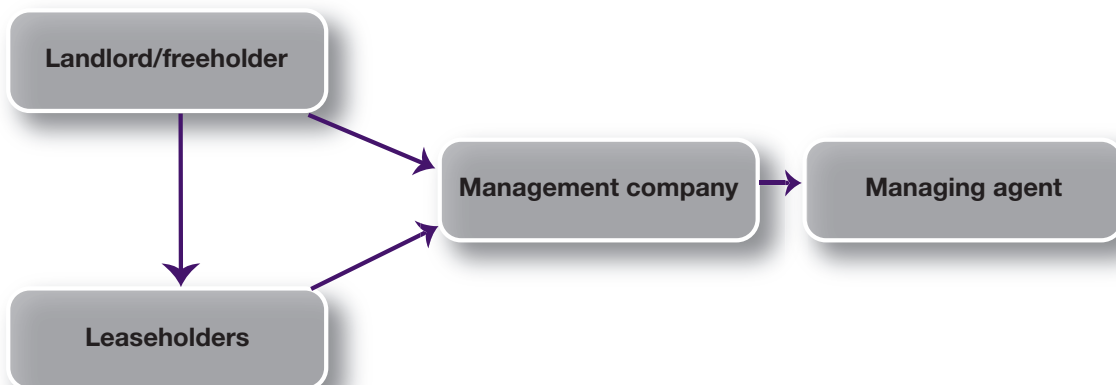 Landlord/freeholder
Management company
Managing agent
Leaseholders